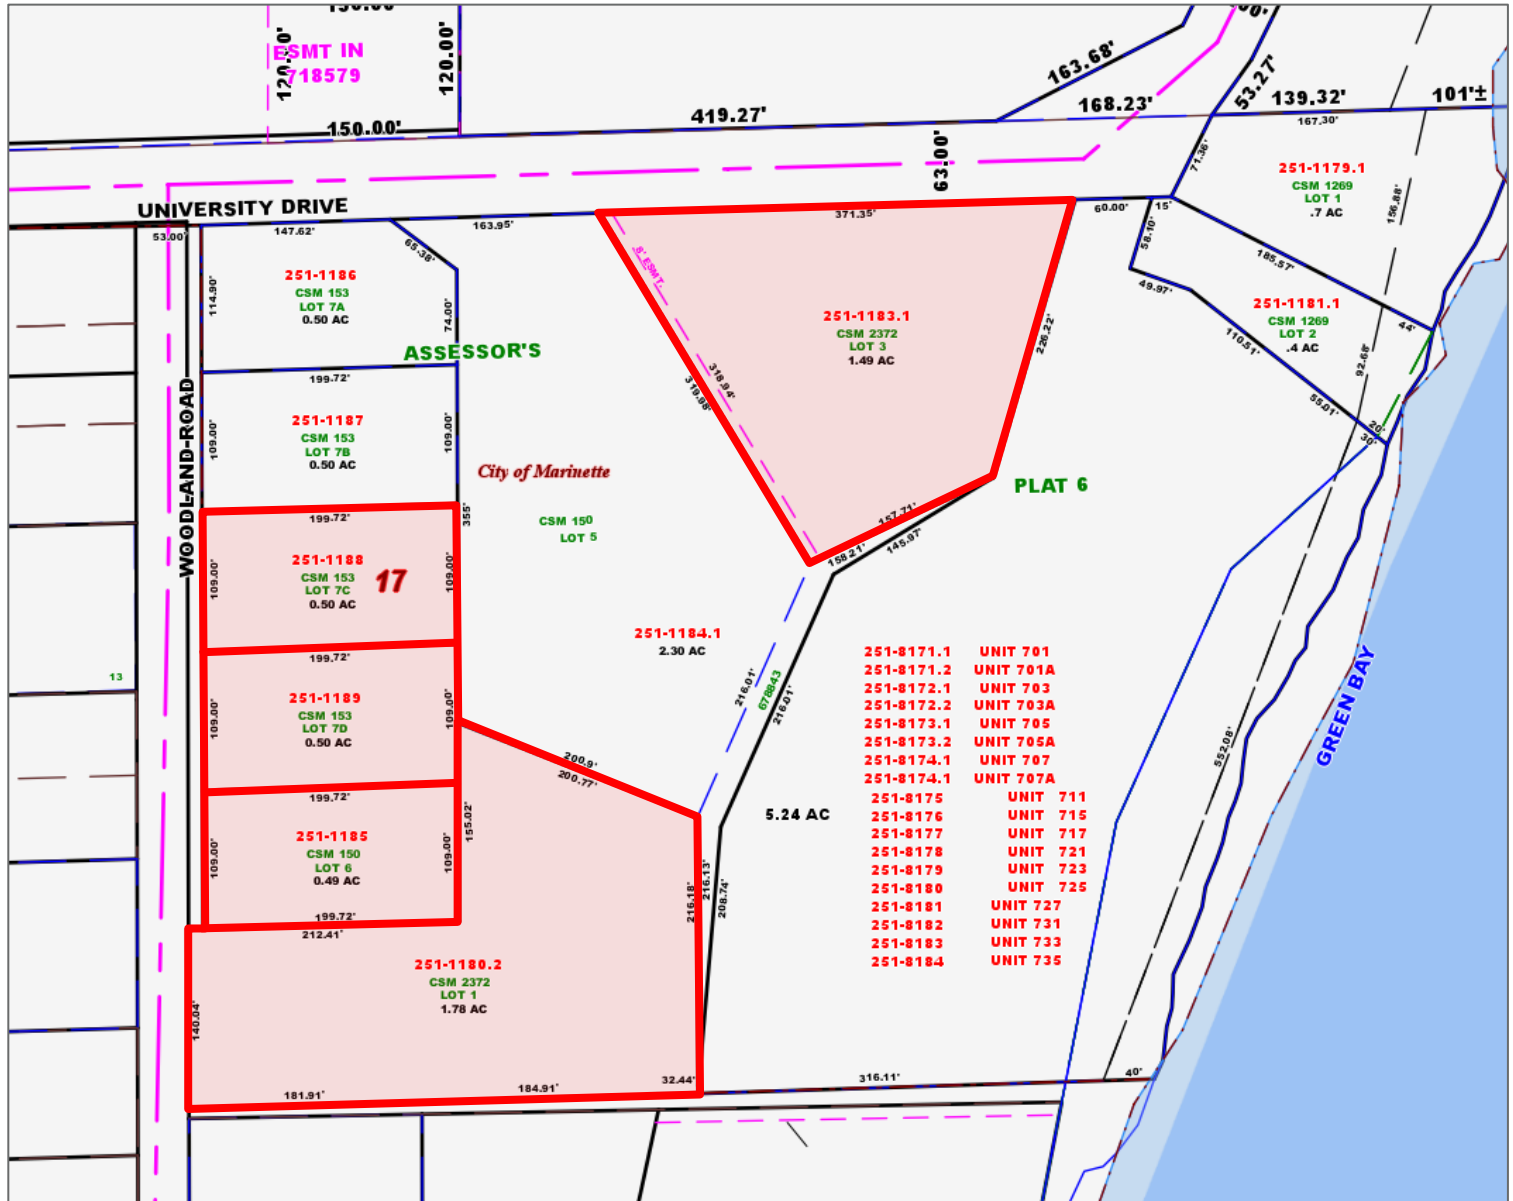 150.00'
120.00'
120.00'
ESMT IN
718579
150.00'
419.27'
163.68'
168.23'
53.27'
139.32'
101'±
167.30'
63.00'
71.36'
156.88'
UNIVERSITY DRIVE
53.00'
147.62'
163.95'
371.35'
60.00'
15'
251-1179.1
CSM 1269
LOT 1
.7 AC
65.38'
8' ESMT.
58.10'
185.57'
49.97'
251-1186
CSM 153
LOT 7A
0.50 AC
114.90'
74.00'
251-1183.1
CSM 2372
LOT 3
1.49 AC
226.22'
251-1181.1
CSM 1269
LOT 2
.4 AC
44'
110.51'
92.68'
55.01'
20'
30'
ASSESSOR'S
199.72'
318.94'
319.98'
WOODLAND ROAD
251-1187
CSM 153
LOT 7B
0.50 AC
109.00'
109.00'
City of Marinette
PLAT 6
355'
CSM 150
LOT 5
157.71'
158.21'
145.97'
199.72'
251-1188
CSM 153
LOT 7C
0.50 AC
17
109.00'
109.00'
251-1184.1
2.30 AC
199.72'
13
251-1189
CSM 153
LOT 7D
0.50 AC
109.00'
109.00'
216.01'
678843
216.01'
200.9'
200.77'
251-8171.1 UNIT 701
251-8171.2 UNIT 701A
251-8172.1 UNIT 703
251-8172.2 UNIT 703A
251-8173.1 UNIT 705
251-8173.2 UNIT 705A
251-8174.1 UNIT 707
251-8174.1 UNIT 707A
251-8175 UNIT 711
251-8176 UNIT 715
251-8177 UNIT 717
251-8178 UNIT 721
251-8179 UNIT 723
251-8180 UNIT 725
251-8181 UNIT 727
251-8182 UNIT 731
251-8183 UNIT 733
251-8184 UNIT 735
5.24 AC
552.08'
GREEN BAY
199.72'
251-1185
CSM 150
LOT 6
0.49 AC
109.00'
109.00'
155.02'
199.72'
212.41'
216.18'
216.13'
208.74'
251-1180.2
CSM 2372
LOT 1
1.78 AC
140.04'
181.91'
184.91'
32.44'
316.11'
40'